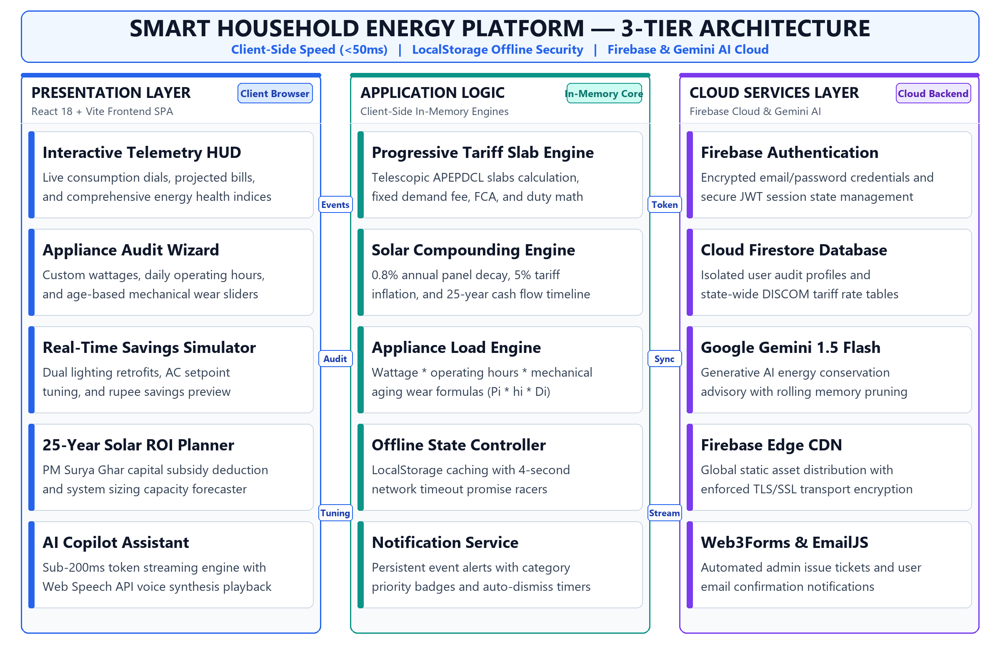 SMART HOUSEHOLD ENERGY PLATFORM — 3-TIER ARCHITECTURE
Client-Side Speed (<50ms) | LocalStorage Offline Security | Firebase & Gemini AI Cloud
PRESENTATION LAYER
Client Browser
React 18 + Vite Frontend SPA
Interactive Telemetry HUD
Live consumption dials, projected bills,
and comprehensive energy health indices
Appliance Audit Wizard
Custom wattages, daily operating hours,
and age-based mechanical wear sliders
Real-Time Savings Simulator
Dual lighting retrofits, AC setpoint
tuning, and rupee savings preview
25-Year Solar ROI Planner
PM Surya Ghar capital subsidy deduction
and system sizing capacity forecaster
AI Copilot Assistant
Sub-200ms token streaming engine with
Web Speech API voice synthesis playback
Events
Audit
Tuning
APPLICATION LOGIC
In-Memory Core
Client-Side In-Memory Engines
Progressive Tariff Slab Engine
Telescopic APEPDCL slabs calculation,
fixed demand fee, FCA, and duty math
Solar Compounding Engine
0.8% annual panel decay, 5% tariff
inflation, and 25-year cash flow timeline
Appliance Load Engine
Wattage * operating hours * mechanical
aging wear formulas (Pi * hi * Di)
Offline State Controller
LocalStorage caching with 4-second
network timeout promise racers
Notification Service
Persistent event alerts with category
priority badges and auto-dismiss timers
Token
Sync
Stream
CLOUD SERVICES LAYER
Cloud Backend
Firebase Cloud & Gemini AI
Firebase Authentication
Encrypted email/password credentials and
secure JWT session state management
Cloud Firestore Database
Isolated user audit profiles and
state-wide DISCOM tariff rate tables
Google Gemini 1.5 Flash
Generative AI energy conservation
advisory with rolling memory pruning
Firebase Edge CDN
Global static asset distribution with
enforced TLS/SSL transport encryption
Web3Forms & EmailJS
Automated admin issue tickets and user
email confirmation notifications